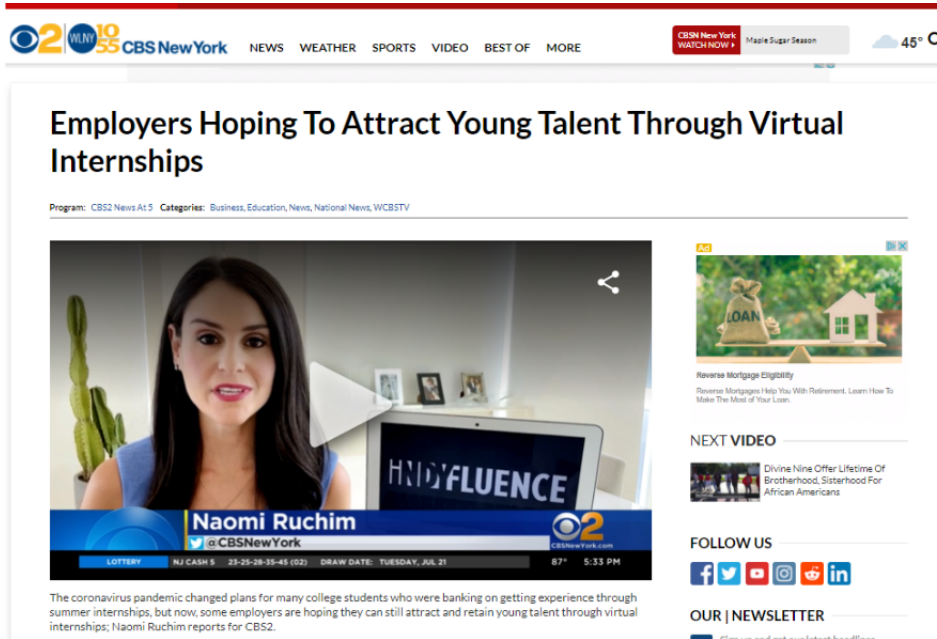 2 WLNY 10 55 CBS New York
NEWS WEATHER SPORTS VIDEO BEST OF MORE
CBSN New York
WATCH NOW
Maple Sugar Season
45°
Employers Hoping To Attract Young Talent Through Virtual
Internships
Program: CBS2 News At 5 Categories: Business, Education, News, National News, WCBSTV
Ad
LOAN
Reverse Mortgage Eligibility
Reverse Mortgages Help You With Retirement. Learn How To
Make The Most of Your Loan.
INDYFLUENCE
Naomi Ruchim
@CBSNewYork
2
CBSNewYork.com
LOTTERY NJ CASH 5 23-25-28-35-45 (02) DRAW DATE: TUESDAY, JUL 21 87° 5:33 PM
The coronavirus pandemic changed plans for many college students who were banking on getting experience through
summer internships, but now, some employers are hoping they can still attract and retain young talent through virtual
internships; Naomi Ruchim reports for CBS2.
NEXT VIDEO
Divine Nine Offer Lifetime Of
Brotherhood, Sisterhood For
African Americans
FOLLOW US
OUR | NEWSLETTER